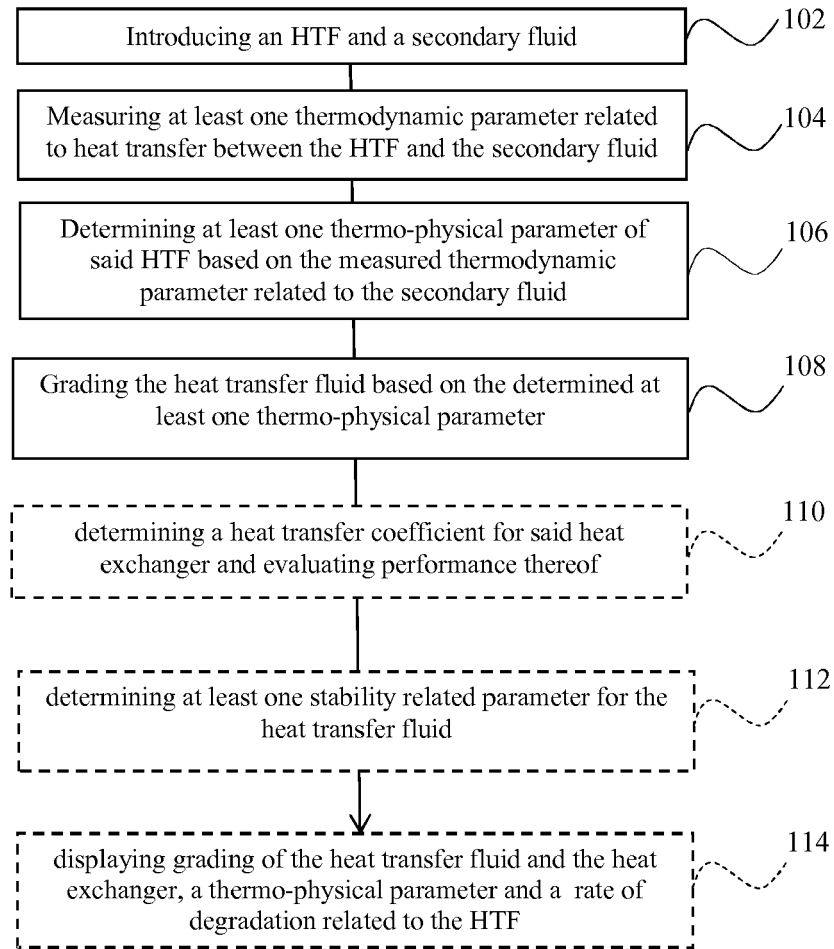 Introducing an HTF and a secondary fluid
102
Measuring at least one thermodynamic parameter related
to heat transfer between the HTF and the secondary fluid
104
Determining at least one thermo-physical parameter of
said HTF based on the measured thermodynamic
parameter related to the secondary fluid
106
Grading the heat transfer fluid based on the determined at
least one thermo-physical parameter
108
determining a heat transfer coefficient for said heat
exchanger and evaluating performance thereof
110
determining at least one stability related parameter for the
heat transfer fluid
112
displaying grading of the heat transfer fluid and the heat
exchanger, a thermo-physical parameter and a rate of
degradation related to the HTF
114